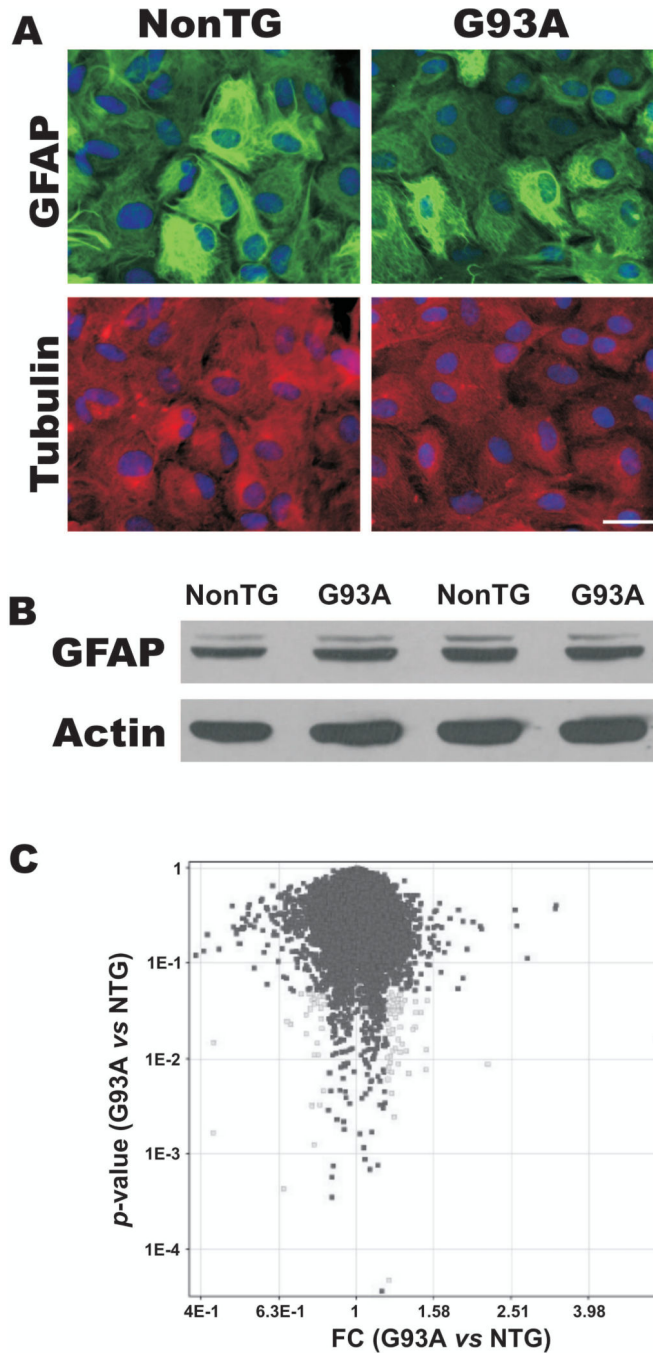 A
NonTG
G93A
GFAP
Tubulin
B
NonTG G93A NonTG G93A
GFAP
Actin
C
1
1E-1
1E-2
1E-3
1E-4
p-value (G93A vs NTG)
4E-1 6.3E-1 1 1.58 2.51 3.98
FC (G93A vs NTG)